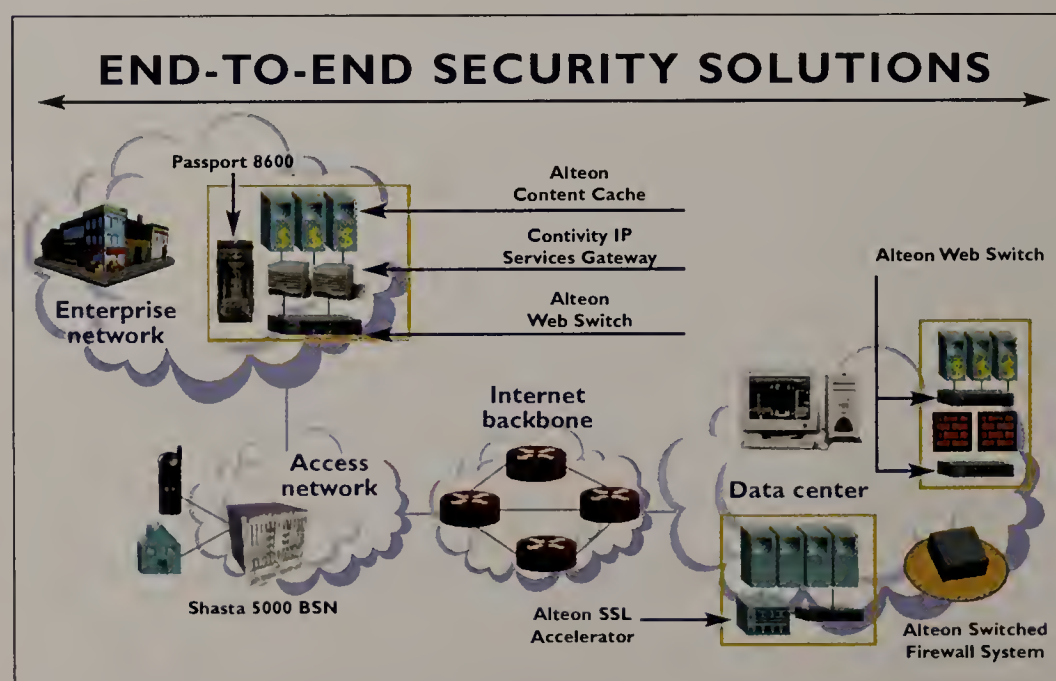 END-TO-END SECURITY SOLUTIONS
Passport 8600
Alteon
Content Cache
Contivity IP
Services Gateway
Alteon
Web Switch
Enterprise
network
Alteon Web Switch
Internet
backbone
Access
network
Data center
Shasta 5000 BSN
Alteon SSL
Accelerator
Alteon Switched
Firewall System
$ $ $
$ $ $